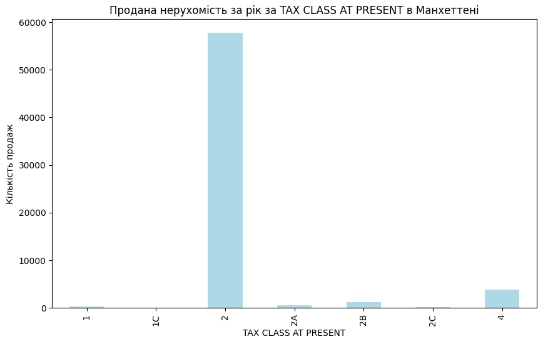 Продана нерухомість за рік за TAX CLASS AT PRESENT в Манхеттені
60000
50000
40000
30000
20000
10000
0
Кількість продаж
1
1C
2
2A
2B
2C
4
TAX CLASS AT PRESENT